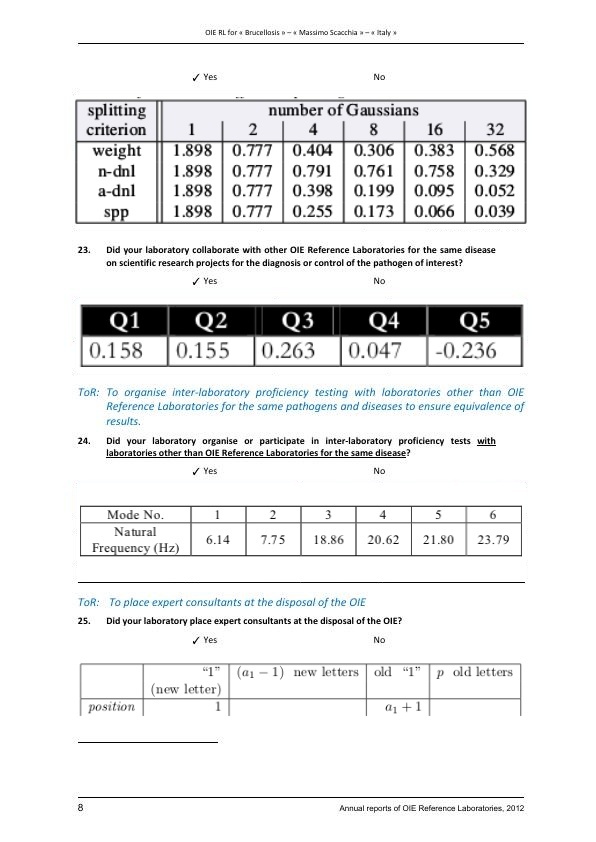 OIE RL for « Brucellosis » – « Massimo Scacchia » – « Italy »
✓ Yes No
splitting number of Gaussians
criterion 1 2 4 8 16 32
weight 1.898 0.777 0.404 0.306 0.383 0.568
n-dnl 1.898 0.777 0.791 0.761 0.758 0.329
a-dnl 1.898 0.777 0.398 0.199 0.095 0.052
spp 1.898 0.777 0.255 0.173 0.066 0.039
23. Did your laboratory collaborate with other OIE Reference Laboratories for the same disease
on scientific research projects for the diagnosis or control of the pathogen of interest?
✓ Yes No
Q1 Q2 Q3 Q4 Q5
0.158 0.155 0.263 0.047 -0.236
ToR: To organise inter-laboratory proficiency testing with laboratories other than OIE
Reference Laboratories for the same pathogens and diseases to ensure equivalence of
results.
24. Did your laboratory organise or participate in inter-laboratory proficiency tests with
laboratories other than OIE Reference Laboratories for the same disease?
✓ Yes No
Mode No. 1 2 3 4 5 6
Natural
Frequency (Hz) 6.14 7.75 18.86 20.62 21.80 23.79
ToR: To place expert consultants at the disposal of the OIE
25. Did your laboratory place expert consultants at the disposal of the OIE?
✓ Yes No
“1” (a₁ − 1) new letters old “1” p old letters
(new letter)
position 1 a₁ + 1
8 Annual reports of OIE Reference Laboratories, 2012